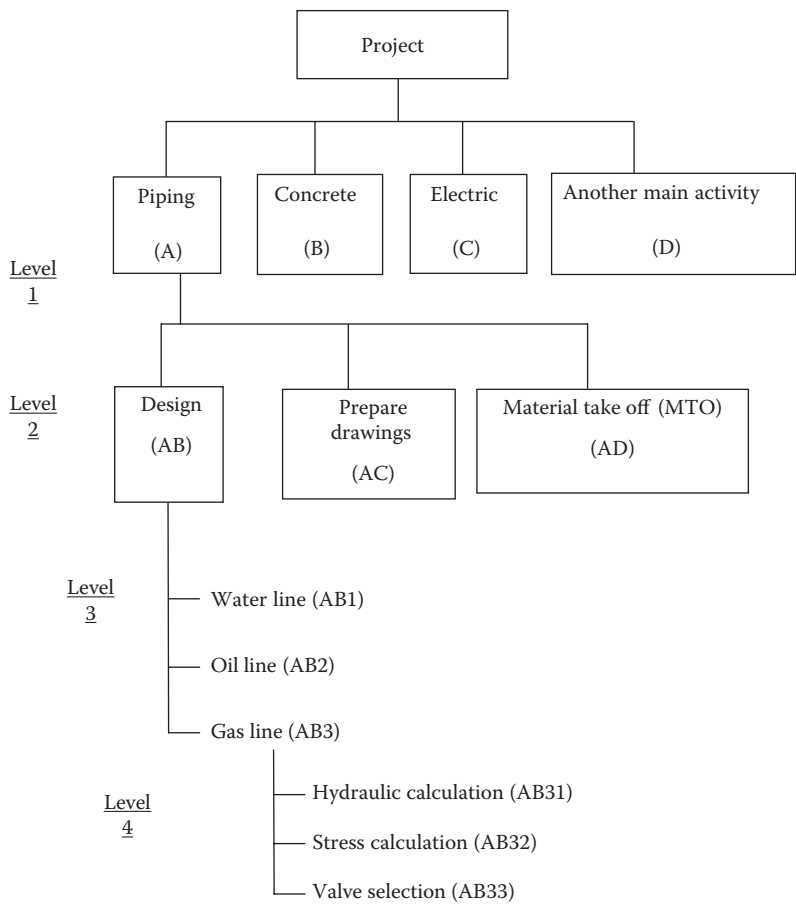 Project
Piping
(A)
Concrete
(B)
Electric
(C)
Another main activity
(D)
Level
1
Level
2
Design
(AB)
Prepare
drawings
(AC)
Material take off (MTO)
(AD)
Level
3
Water line (AB1)
Oil line (AB2)
Gas line (AB3)
Level
4
Hydraulic calculation (AB31)
Stress calculation (AB32)
Valve selection (AB33)